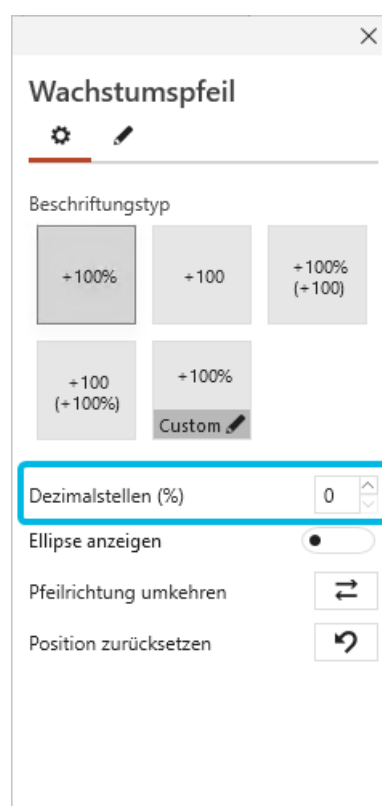 Wachstumspfeil
Beschriftungstyp
+100%
+100
+100%
(+100)
+100
(+100%)
+100%
Custom
Dezimalstellen (%)
0
Ellipse anzeigen
Pfeilrichtung umkehren
Position zurücksetzen